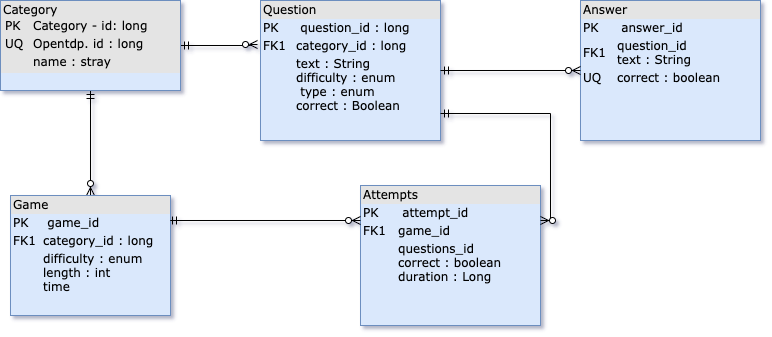 Category
PK Category - id: long
UQ Opentdp. id : long
name : stray
Question
PK question_id : long
FK1 category_id : long
text : String
difficulty : enum
type : enum
correct : Boolean
Answer
PK answer_id
FK1 question_id
text : String
UQ correct : boolean
Game
PK game_id
FK1 category_id : long
difficulty : enum
length : int
time
Attempts
PK attempt_id
FK1 game_id
questions_id
correct : boolean
duration : Long